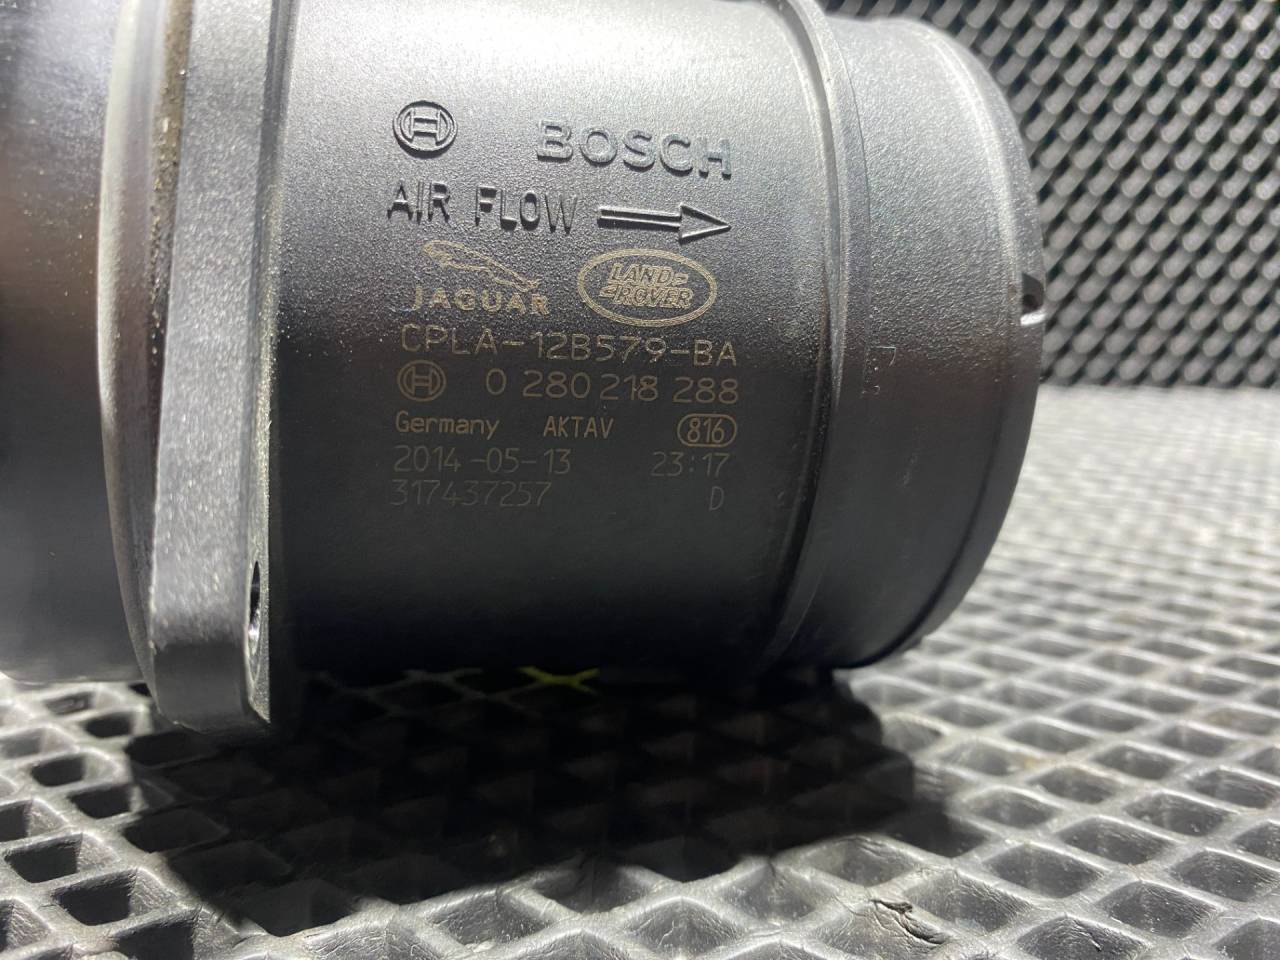 BOSCH
AIR FLOW
JAGUAR
LAND
ROVER
CPLA-12B579-BA
0 280 218 288
Germany AKTAV 816
2014-05-13 23:17
317437257 D